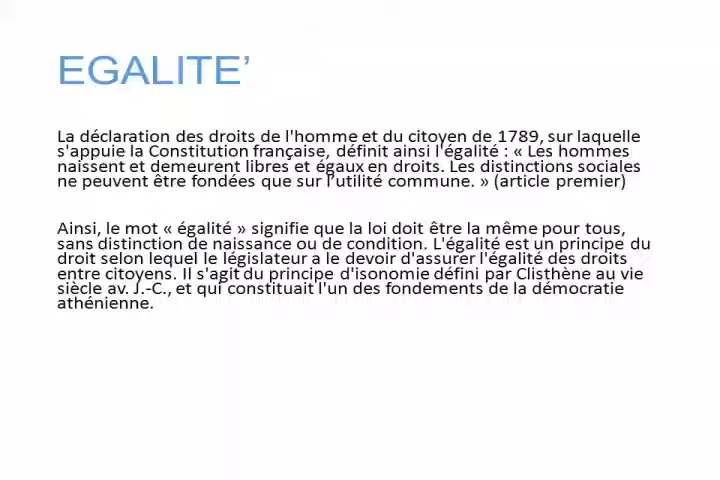 EGALITE’
La déclaration des droits de l'homme et du citoyen de 1789, sur laquelle
s'appuie la Constitution française, définit ainsi l'égalité : « Les hommes
naissent et demeurent libres et égaux en droits. Les distinctions sociales
ne peuvent être fondées que sur l’utilité commune. » (article premier)
Ainsi, le mot « égalité » signifie que la loi doit être la même pour tous,
sans distinction de naissance ou de condition. L'égalité est un principe du
droit selon lequel le législateur a le devoir d'assurer l'égalité des droits
entre citoyens. Il s'agit du principe d'isonomie défini par Clisthène au vie
siècle av. J.-C., et qui constituait l'un des fondements de la démocratie
athénienne.